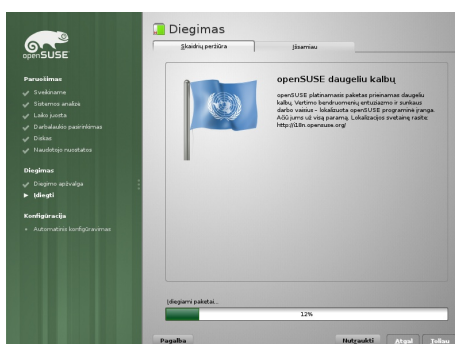 openSUSE
Paruošimas
Sveikiname
Sistemos analizė
Laiko juosta
Darbalaukio pasirinkimas
Diskas
Naudotojo nuostatos
Diegimas
Diegimo apžvalga
Įdiegti
Konfigūracija
Automatinis konfigūravimas
Diegimas
Skaidrių peržiūra
Išsamiau
openSUSE daugeliu kalbų
openSUSE platinamasis paketas prieinamas daugeliu
kalbų. Vertimo bendruomenių entuziazmo ir sunkaus
darbo vaisius – lokalizuota openSUSE programinė įranga.
Ačiū jums už visą paramą. Lokalizacijos svetainę rasite:
http://i18n.opensuse.org/
Įdiegiami paketai...
12%
Pagalba
Nutraukti
Atgal
Toliau